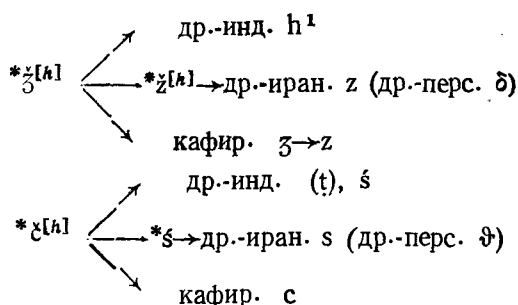 др.-инд. h¹
*ǯ[h] *ž[h]→др.-иран. z (др.-перс. δ)
кафир. ʒ→z
др.-инд. (ṭ), ś
*č[h] *ś→др.-иран. s (др.-перс. ϑ)
кафир. c